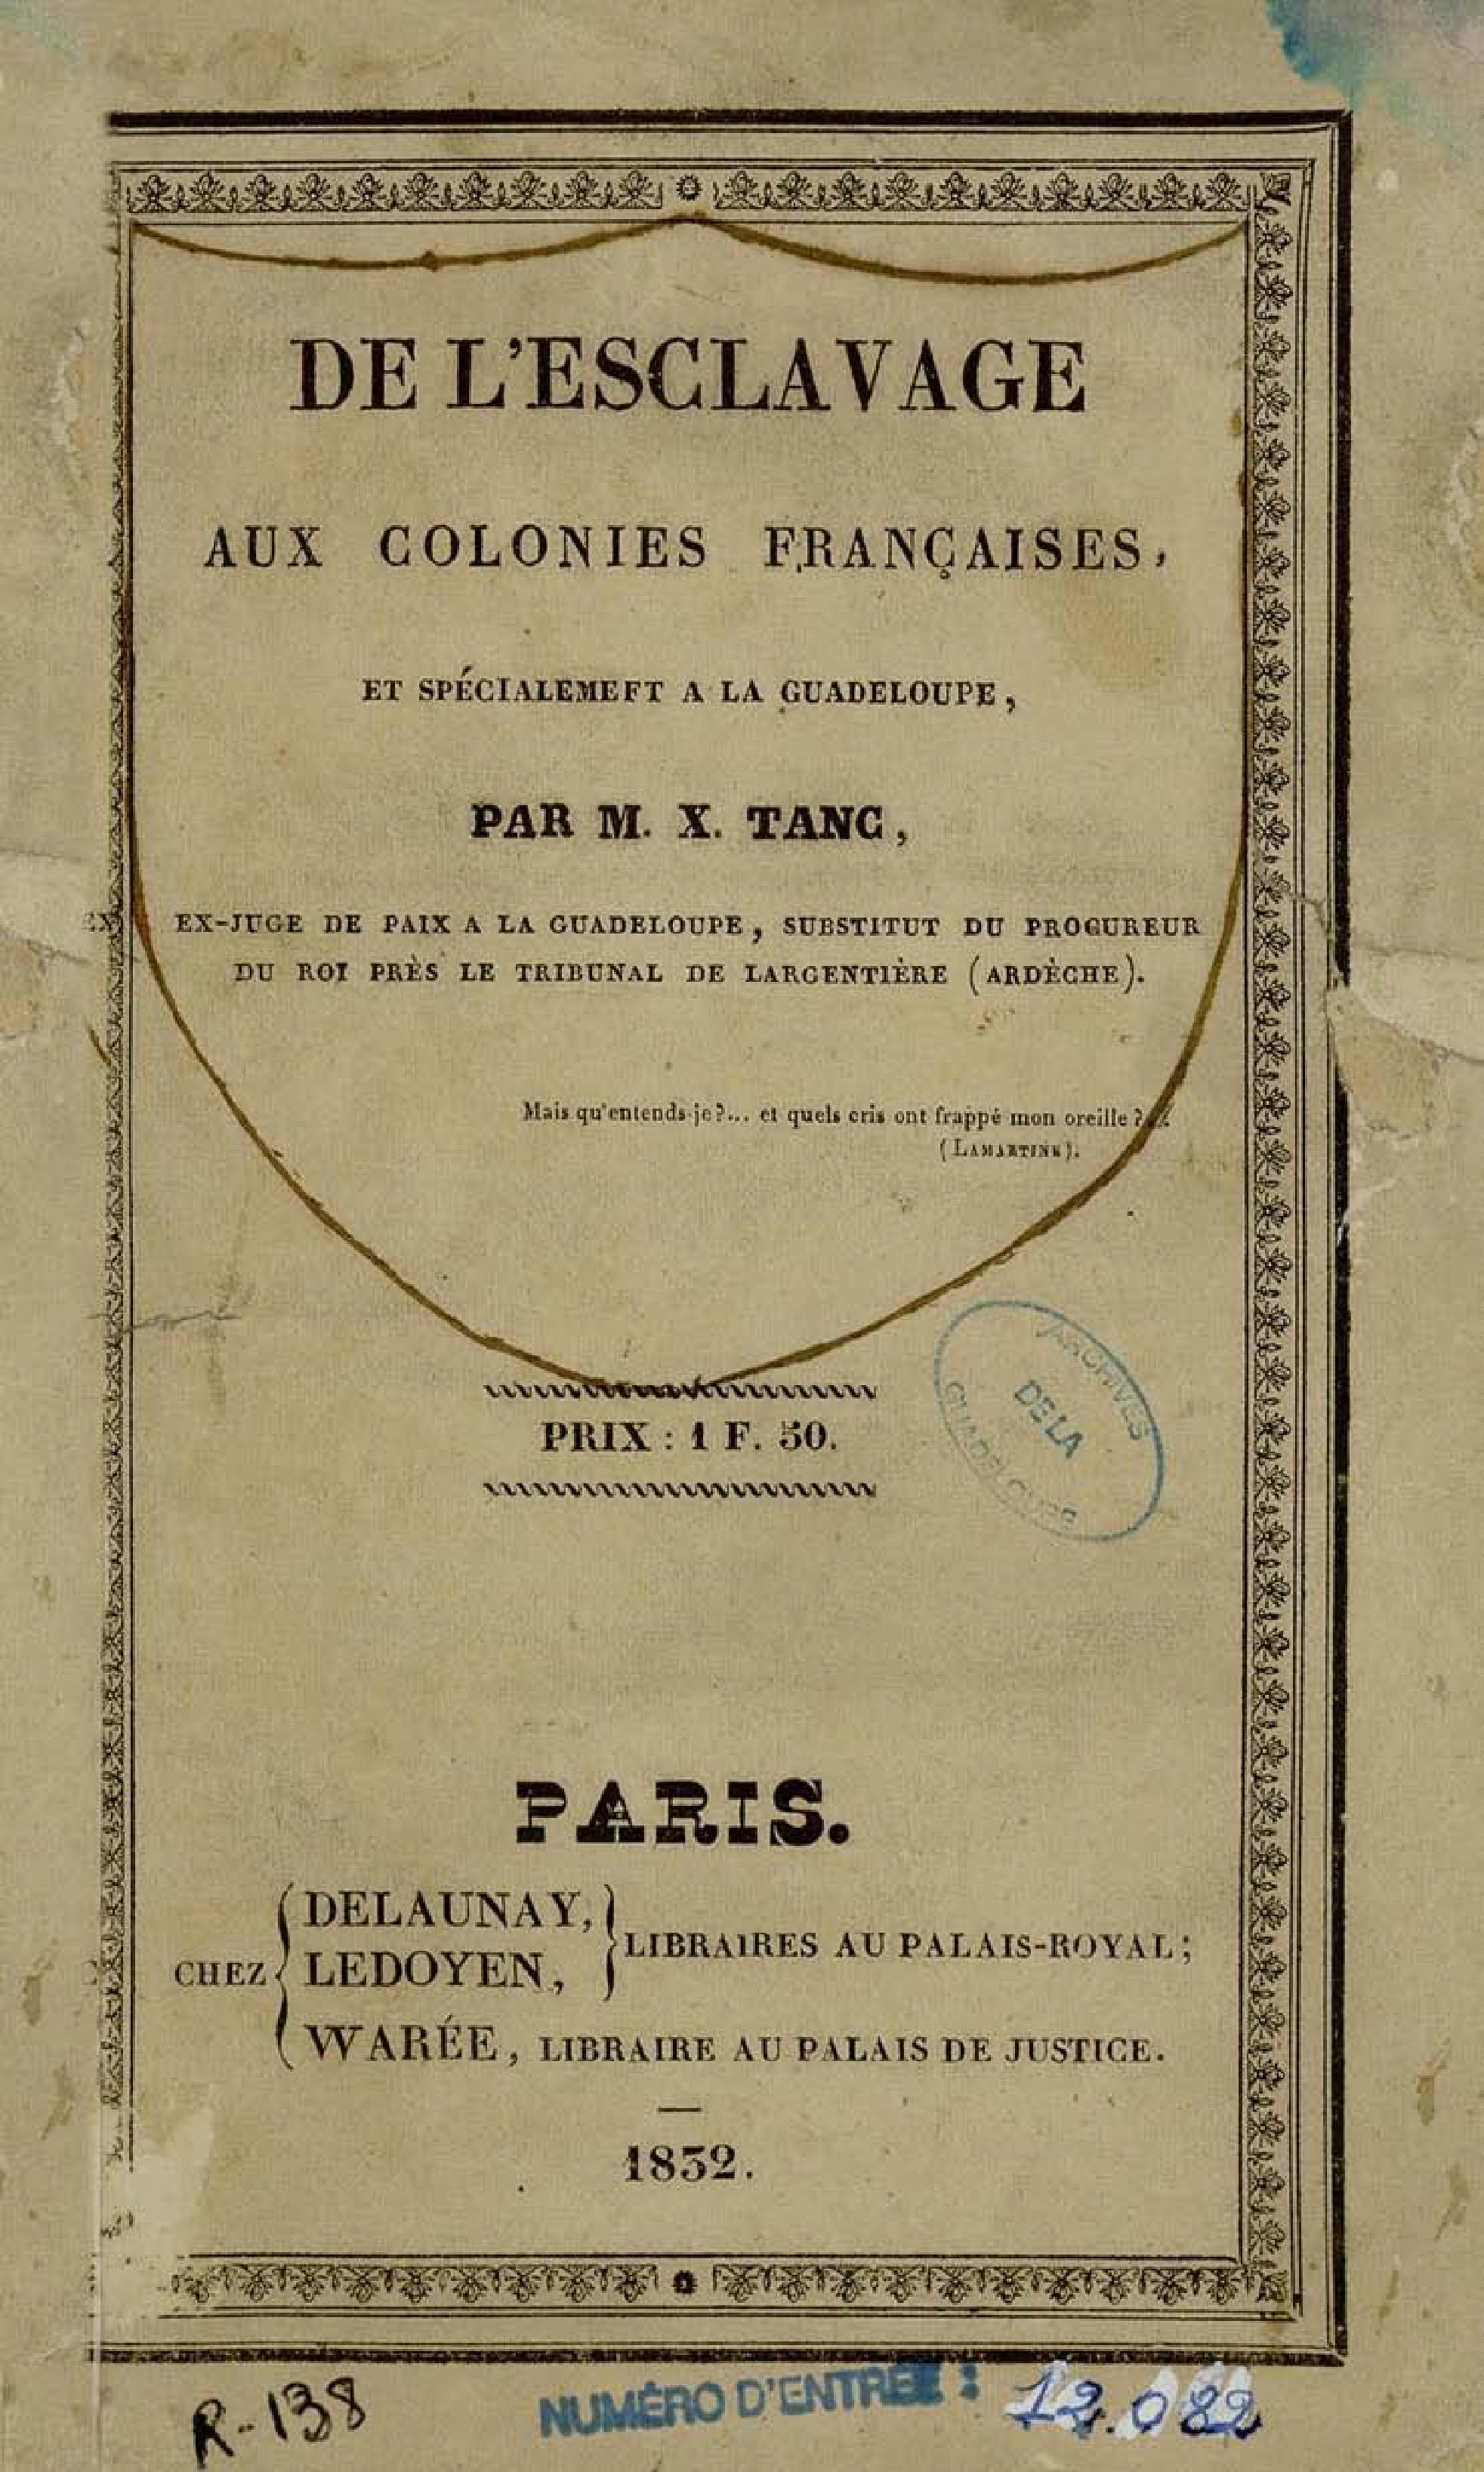 DE L'ESCLAVAGE
AUX COLONIES FRANÇAISES,
ET SPÉCIALEMEFT A LA GUADELOUPE,
PAR M. X. TANC,
EX-JUGE DE PAIX A LA GUADELOUPE, SUBSTITUT DU PROCUREUR
DU ROI PRÈS LE TRIBUNAL DE LARGENTIÈRE (ARDÈCHE).
Mais qu'entends-je?... et quels cris ont frappé mon oreille?...
(LAMARTINE).
ARCHIVES
DE LA
GUADELOUPE
PRIX : 1 F. 50.
PARIS.
CHEZ
DELAUNAY,
LEDOYEN,
LIBRAIRES AU PALAIS-ROYAL;
WARÉE, LIBRAIRE AU PALAIS DE JUSTICE.
1832.
R-138
NUMÉRO D'ENTRÉE : 12.082